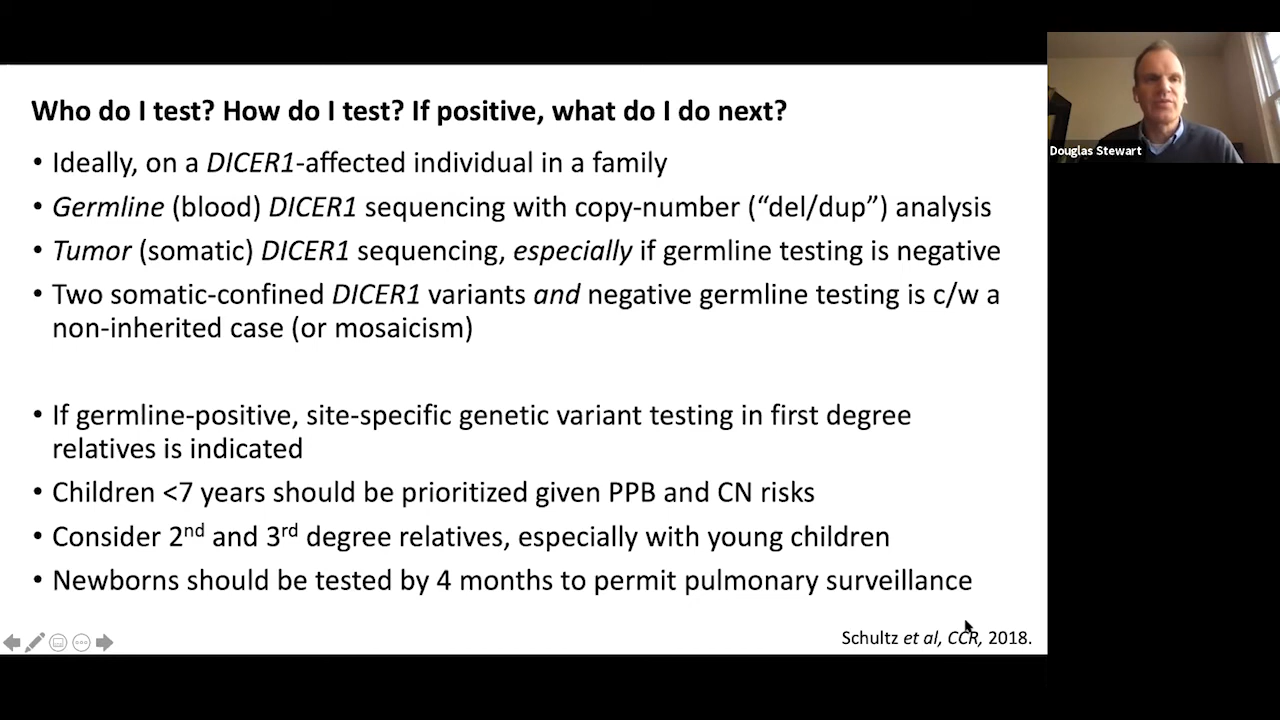 Who do I test? How do I test? If positive, what do I do next?
Douglas Stewart
• Ideally, on a DICER1-affected individual in a family
• Germline (blood) DICER1 sequencing with copy-number (“del/dup”) analysis
• Tumor (somatic) DICER1 sequencing, especially if germline testing is negative
• Two somatic-confined DICER1 variants and negative germline testing is c/w a
non-inherited case (or mosaicism)
• If germline-positive, site-specific genetic variant testing in first degree
relatives is indicated
• Children <7 years should be prioritized given PPB and CN risks
• Consider 2nd and 3rd degree relatives, especially with young children
• Newborns should be tested by 4 months to permit pulmonary surveillance
Schultz et al, CCR, 2018.